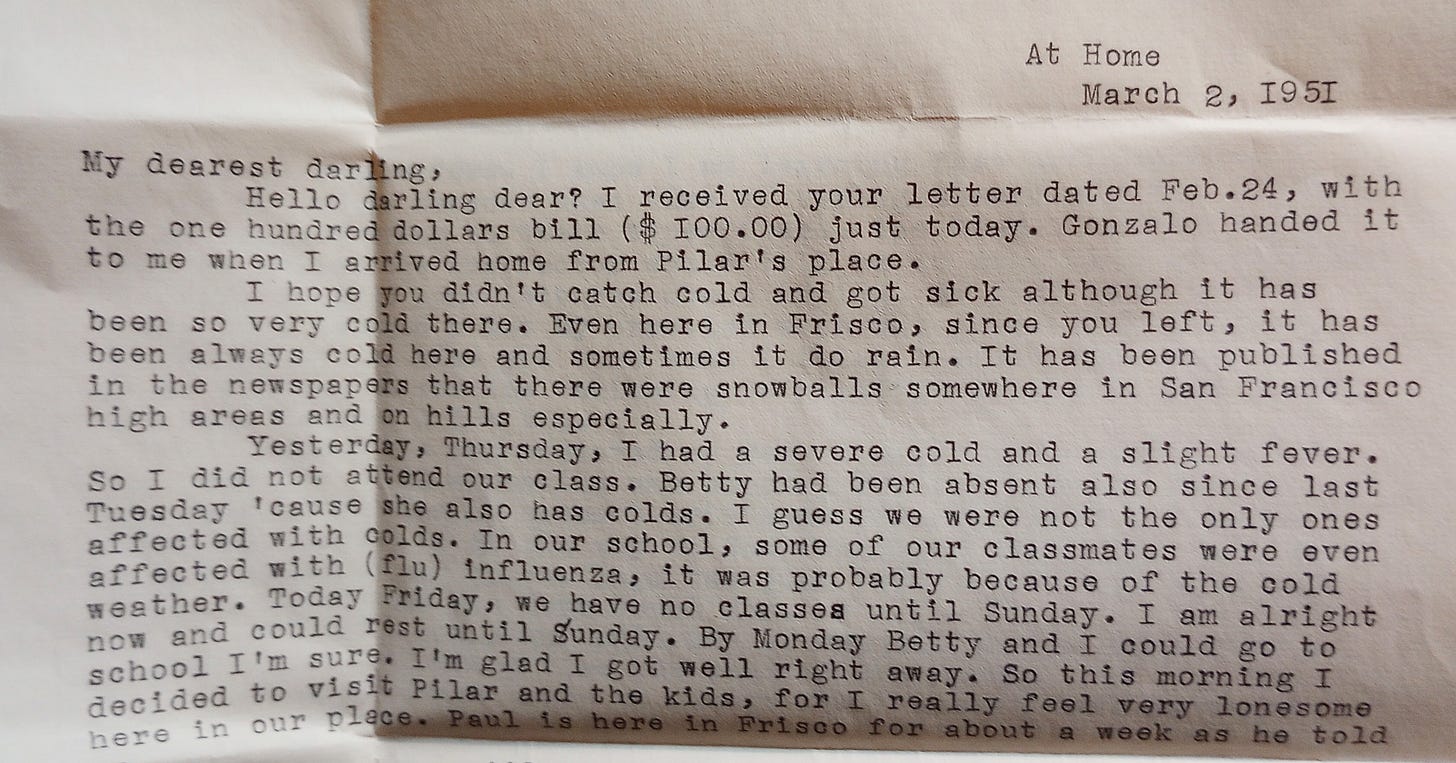 At Home
March 2, I95I
My dearest darling,
Hello darling dear? I received your letter dated Feb.24, with
the one hundred dollars bill ($ I00.00) just today. Gonzalo handed it
to me when I arrived home from Pilar's place.
I hope you didn't catch cold and got sick although it has
been so very cold there. Even here in Frisco, since you left, it has
been always cold here and sometimes it do rain. It has been published
in the newspapers that there were snowballs somewhere in San Francisco
high areas and on hills especially.
Yesterday, Thursday, I had a severe cold and a slight fever.
So I did not attend our class. Betty had been absent also since last
Tuesday 'cause she also has colds. I guess we were not the only ones
affected with colds. In our school, some of our classmates were even
affected with (flu) influenza, it was probably because of the cold
weather. Today Friday, we have no classes until Sunday. I am alright
now and could rest until Sunday. By Monday Betty and I could go to
school I'm sure. I'm glad I got well right away. So this morning I
decided to visit Pilar and the kids, for I really feel very lonesome
here in our place. Paul is here in Frisco for about a week as he told